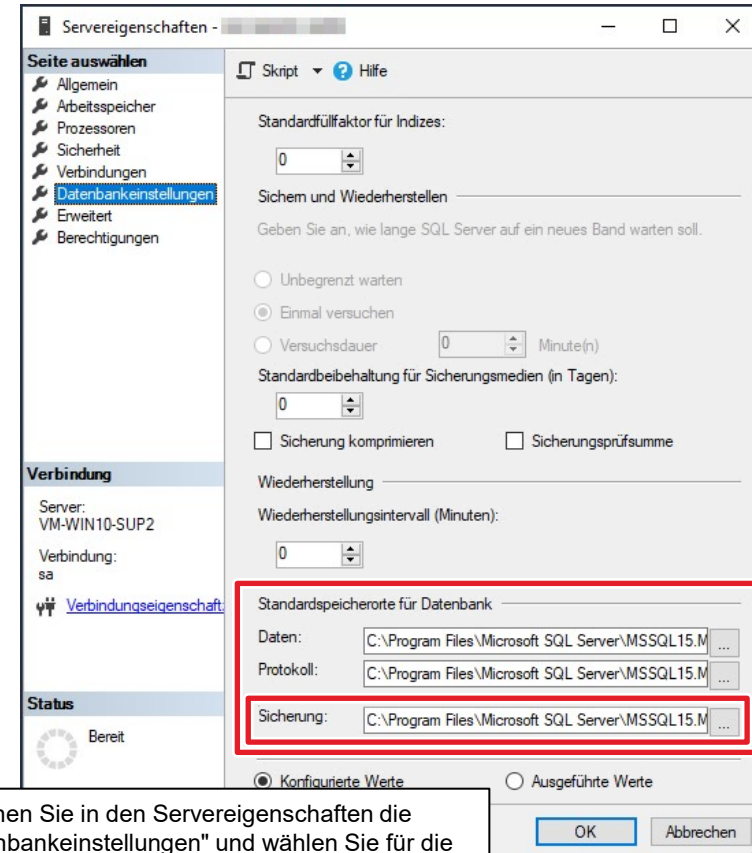 Servereigenschaften -
Seite auswählen
Allgemein
Arbeitsspeicher
Prozessoren
Sicherheit
Verbindungen
Datenbankeinstellungen
Erweitert
Berechtigungen
Verbindung
Server:
VM-WIN10-SUP2
Verbindung:
sa
Verbindungseigenschaft
Status
Bereit
Skript
Hilfe
Standardfüllfaktor für Indizes:
0
Sichern und Wiederherstellen
Geben Sie an, wie lange SQL Server auf ein neues Band warten soll.
Unbegrenzt warten
Einmal versuchen
Versuchsdauer 0 Minute(n)
Standardbeibehaltung für Sicherungsmedien (in Tagen):
0
Sicherung komprimieren Sicherungsprüfsumme
Wiederherstellung
Wiederherstellungsintervall (Minuten):
0
Standardspeicherorte für Datenbank
Daten: C:\Program Files\Microsoft SQL Server\MSSQL15.M ...
Protokoll: C:\Program Files\Microsoft SQL Server\MSSQL15.M ...
Sicherung: C:\Program Files\Microsoft SQL Server\MSSQL15.M ...
Konfigurierte Werte Ausgeführte Werte
OK Abbrechen
Sie in den Servereigenschaften die
und wählen Sie für die